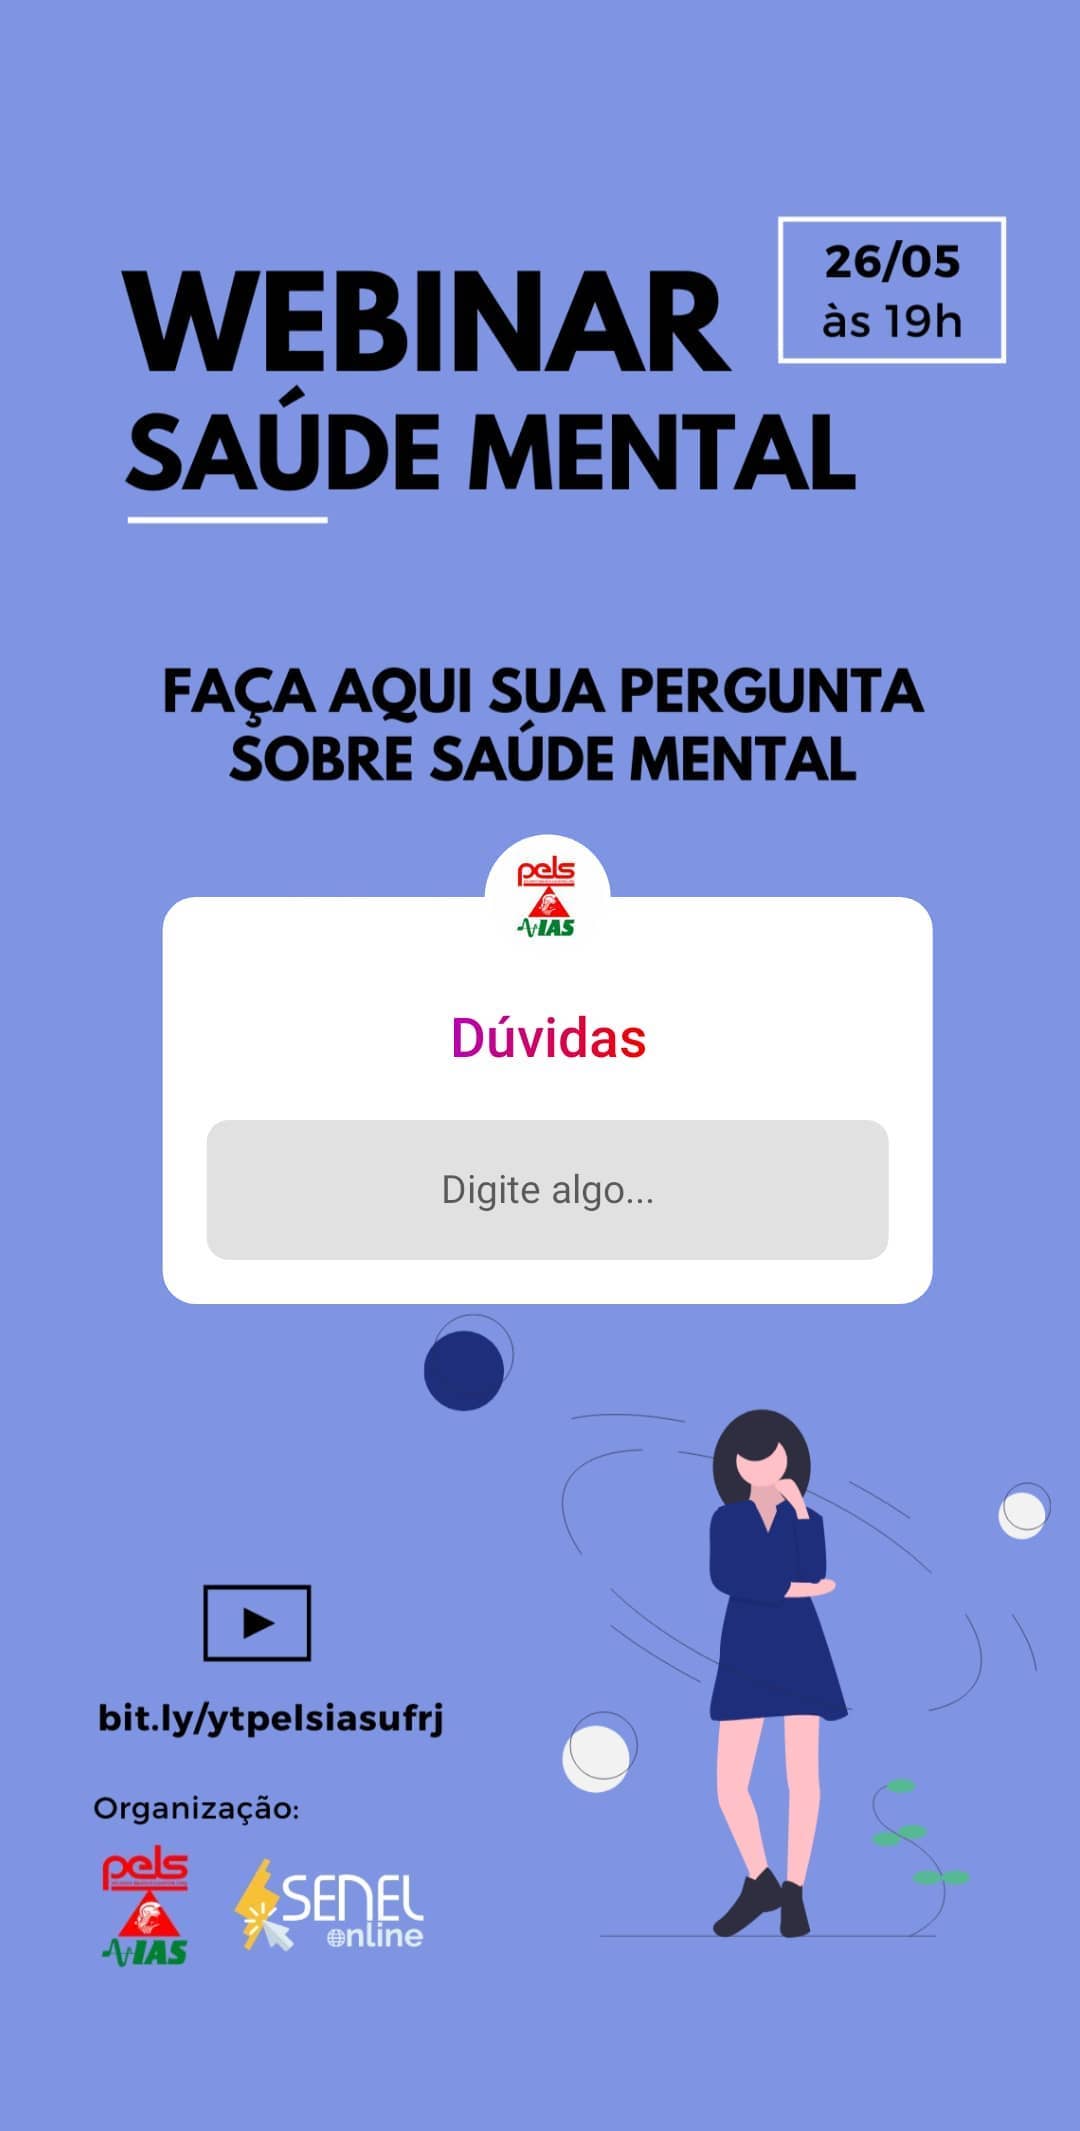 26/05
às 19h
WEBINAR
SAÚDE MENTAL
FAÇA AQUI SUA PERGUNTA
SOBRE SAÚDE MENTAL
pels
IAS
Dúvidas
Digite algo...
bit.ly/ytpelsiasufrj
Organização:
pels
IAS
SENEL
online